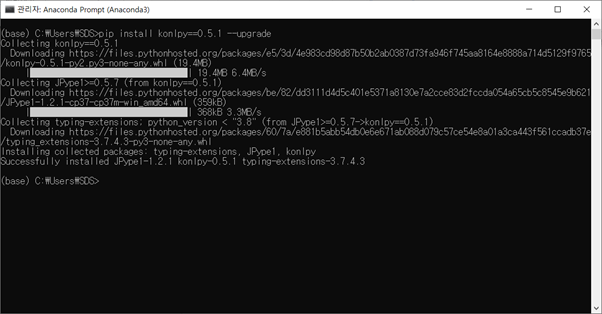 관리자: Anaconda Prompt (Anaconda3)
(base) C:₩Users₩SDS>pip install konlpy==0.5.1 --upgrade
Collecting konlpy==0.5.1
Downloading https://files.pythonhosted.org/packages/e5/3d/4e983cd98d87b50b2ab0387d73fa946f745aa8164e8888a714d5129f9765
/konlpy-0.5.1-py2.py3-none-any.whl (19.4MB)
| | 19.4MB 6.4MB/s
Collecting JPype1>=0.5.7 (from konlpy==0.5.1)
Downloading https://files.pythonhosted.org/packages/be/82/dd3111d4d5c401e5371a8130e7a2cce83d2fccda054a65cb5c8545e9b621
/JPype1-1.2.1-cp37-cp37m-win_amd64.whl (359kB)
| | 368kB 3.3MB/s
Collecting typing-extensions; python_version < "3.8" (from JPype1>=0.5.7->konlpy==0.5.1)
Downloading https://files.pythonhosted.org/packages/60/7a/e881b5abb54db0e6e671ab088d079c57ce54e8a01a3ca443f561ccadb37e
/typing_extensions-3.7.4.3-py3-none-any.whl
Installing collected packages: typing-extensions, JPype1, konlpy
Successfully installed JPype1-1.2.1 konlpy-0.5.1 typing-extensions-3.7.4.3
(base) C:₩Users₩SDS>